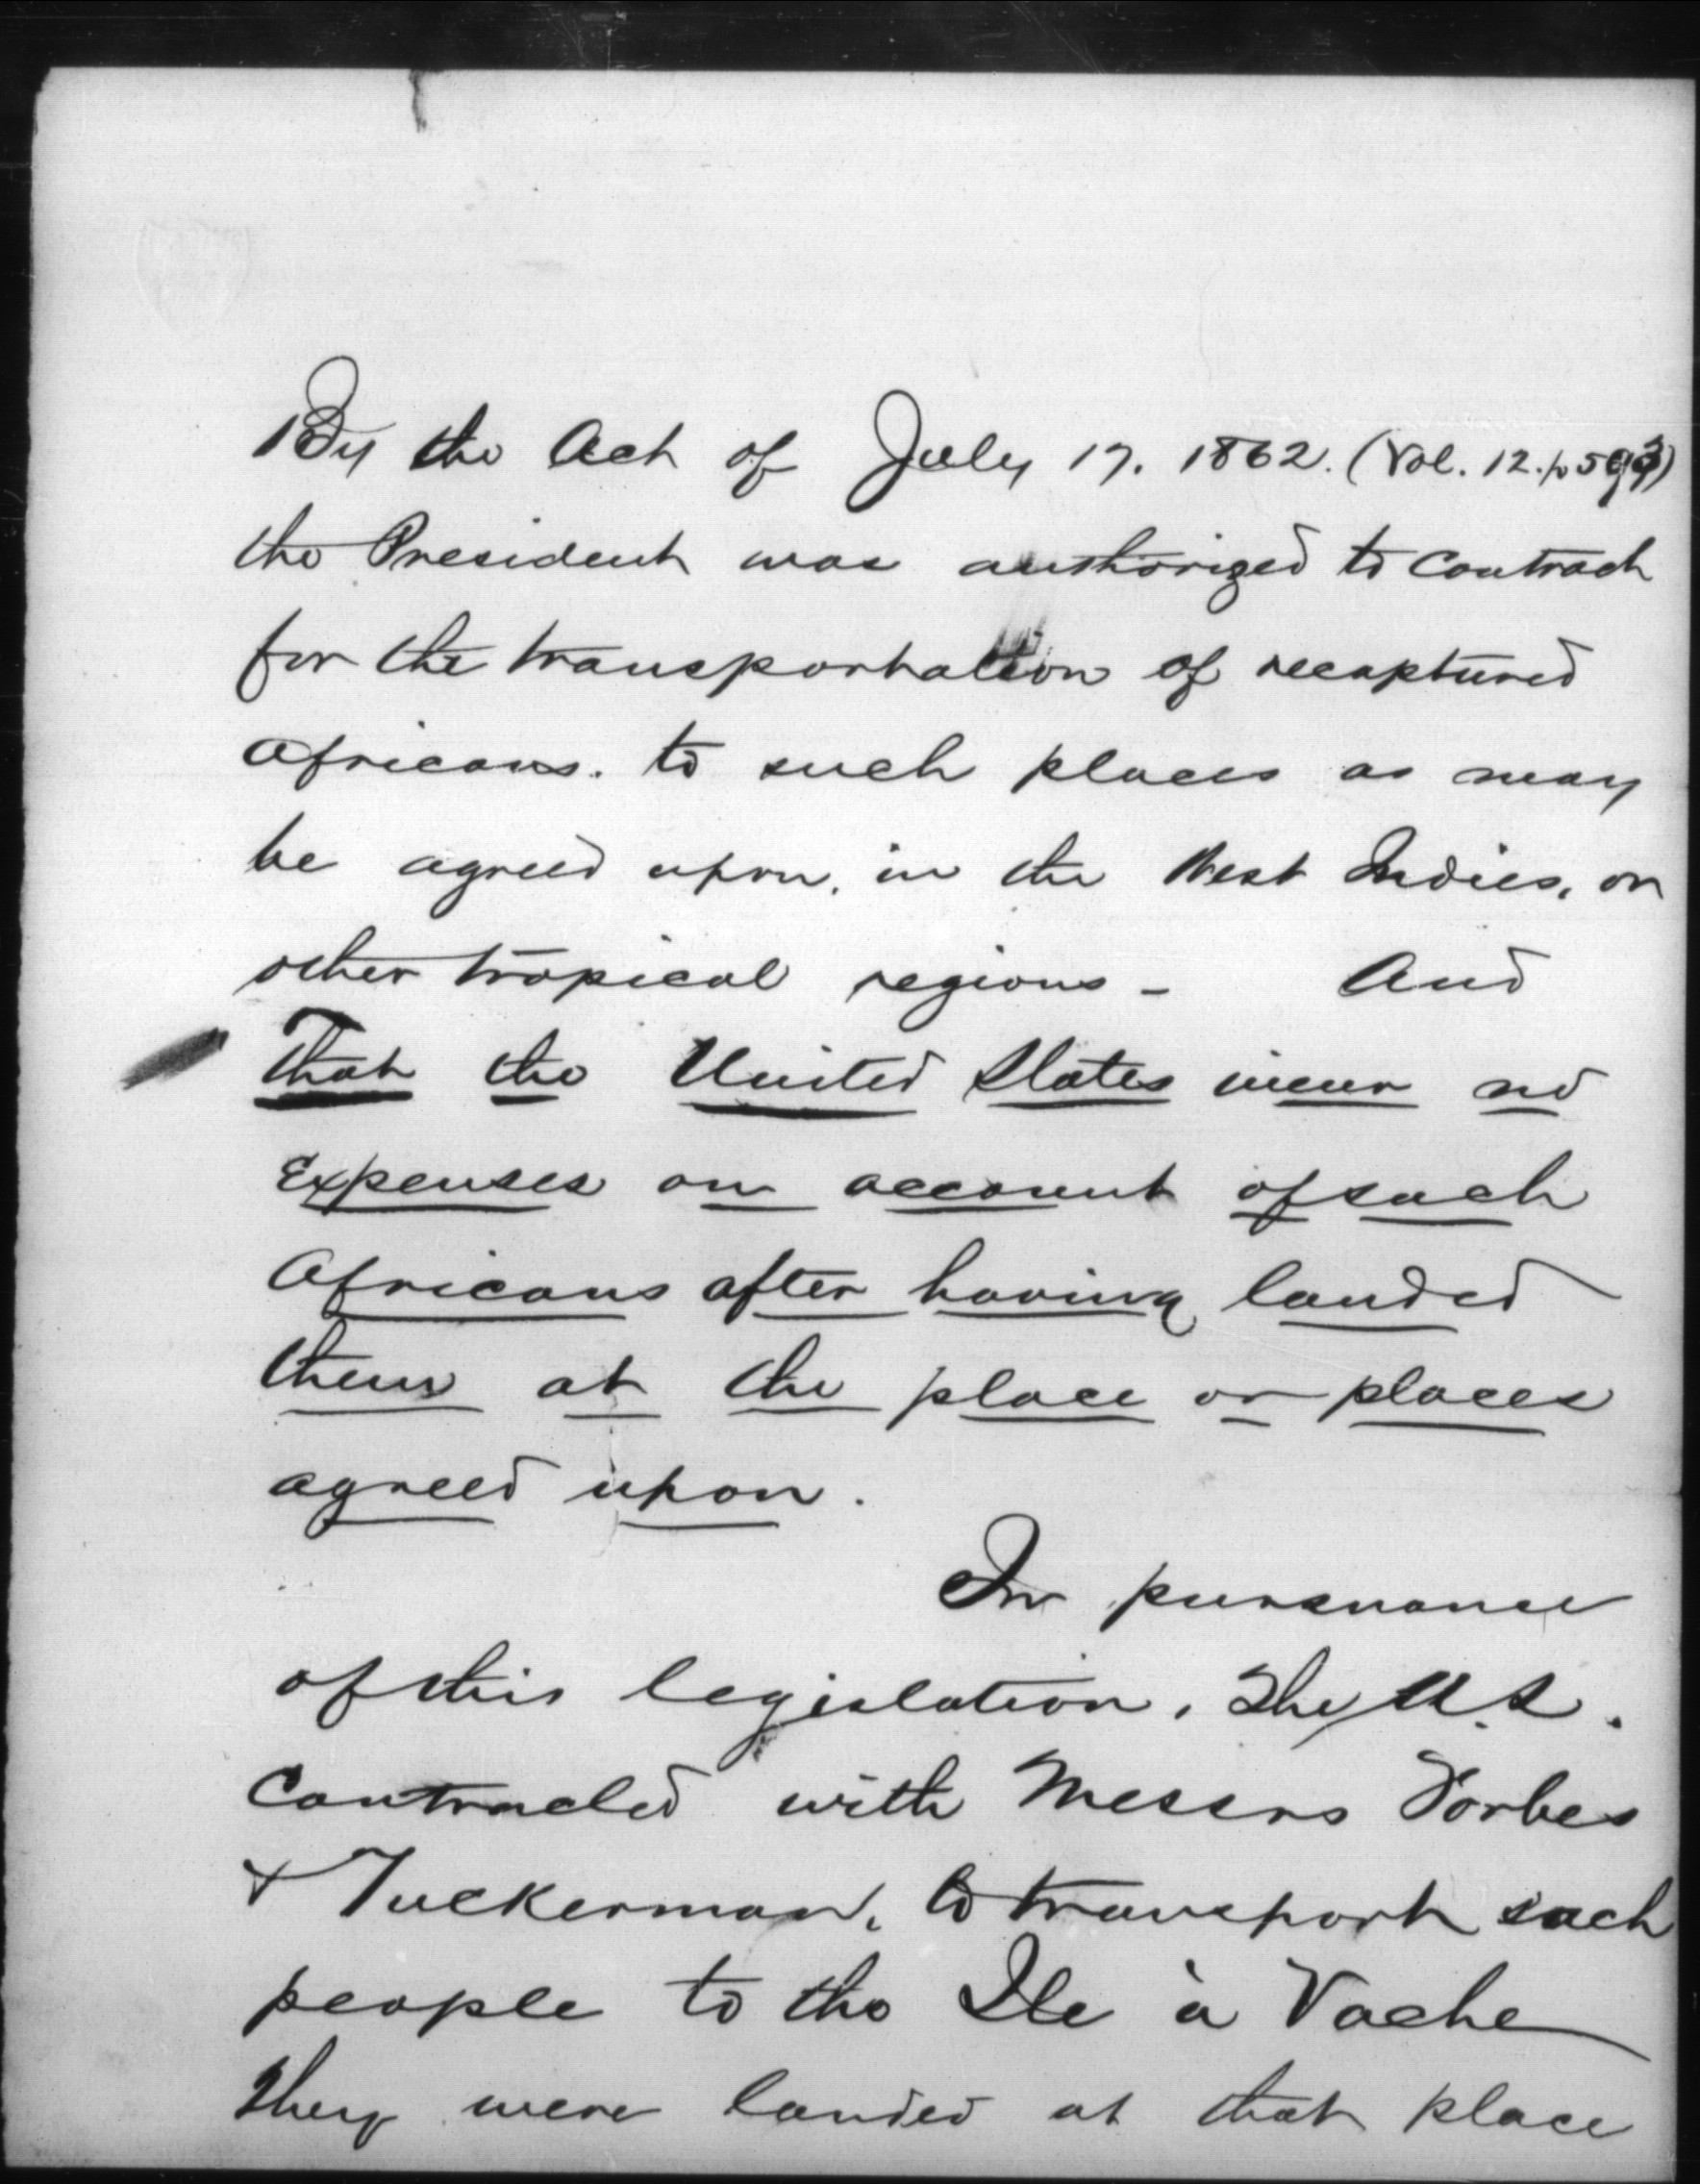 By the Act of July 17. 1862. (Vol. 12. p 593)
the President was authorized to contract
for the transportation of recaptured
Africans. to such places as may
be agreed upon. in the West Indies, or
other tropical regions - And
That the United States incur no
Expenses on account of such
Africans after having landed
them at the place or places
agreed upon.
In pursuance
of this legislation, The U.S.
Contracted with Messrs Forbes
& Tuckerman, to transport such
people to the Ile à Vache
They were landed at that place